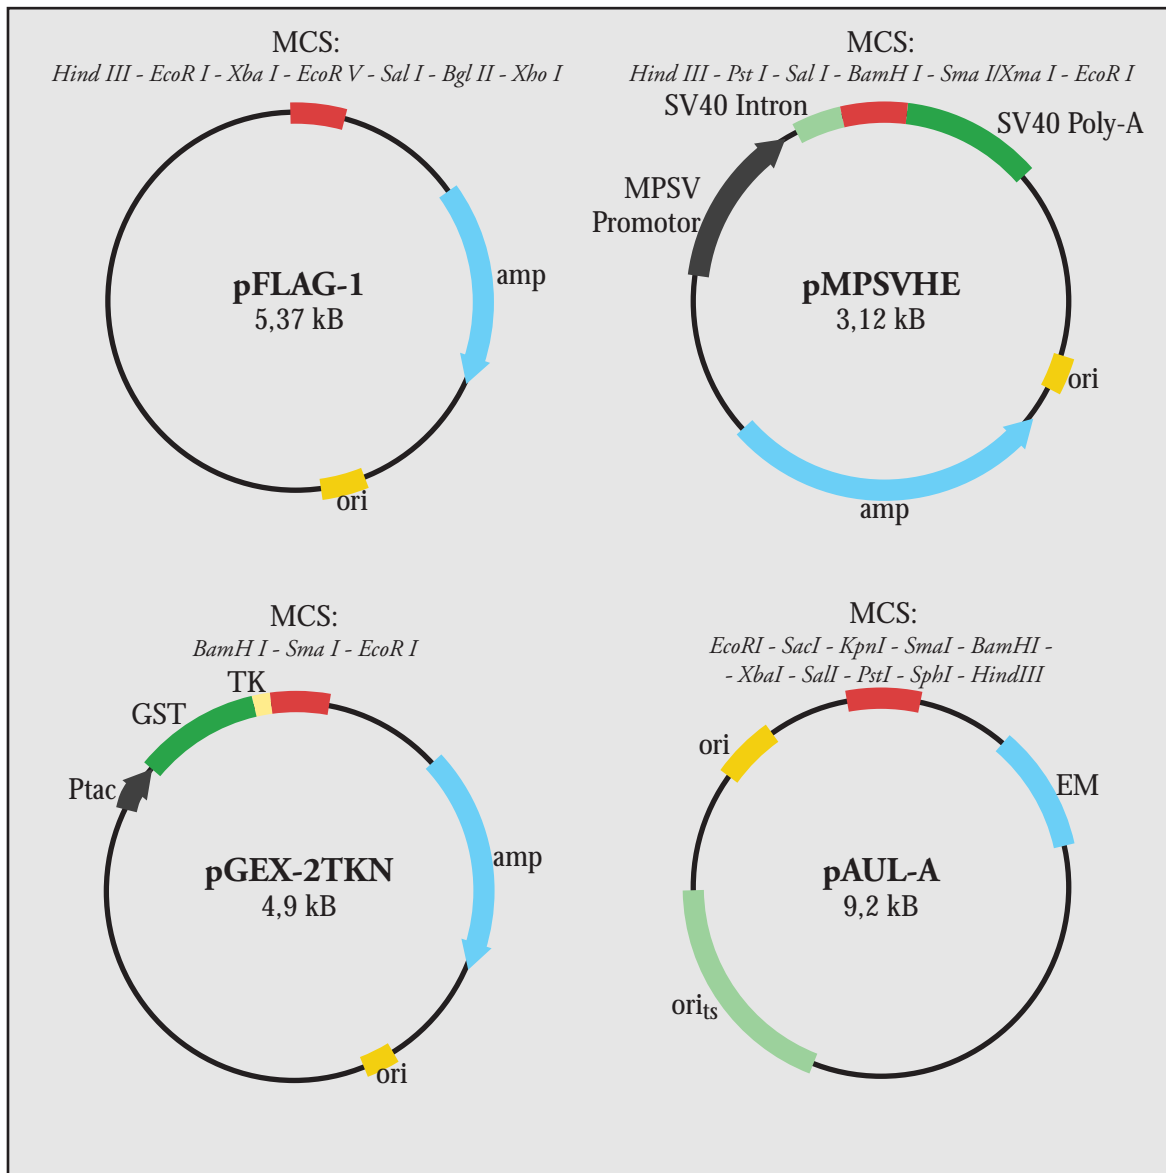 MCS:
Hind III - EcoR I - Xba I - EcoR V - Sal I - Bgl II - Xho I
amp
pFLAG-1
5,37 kB
ori
MCS:
Hind III - Pst I - Sal I - BamH I - Sma I/Xma I - EcoR I
SV40 Intron
SV40 Poly-A
MPSV
Promotor
pMPSVHE
3,12 kB
ori
amp
MCS:
BamH I - Sma I - EcoR I
TK
GST
Ptac
amp
pGEX-2TKN
4,9 kB
ori
MCS:
EcoRI - SacI - KpnI - SmaI - BamHI -
- XbaI - SalI - PstI - SphI - HindIII
ori
EM
pAUL-A
9,2 kB
orits